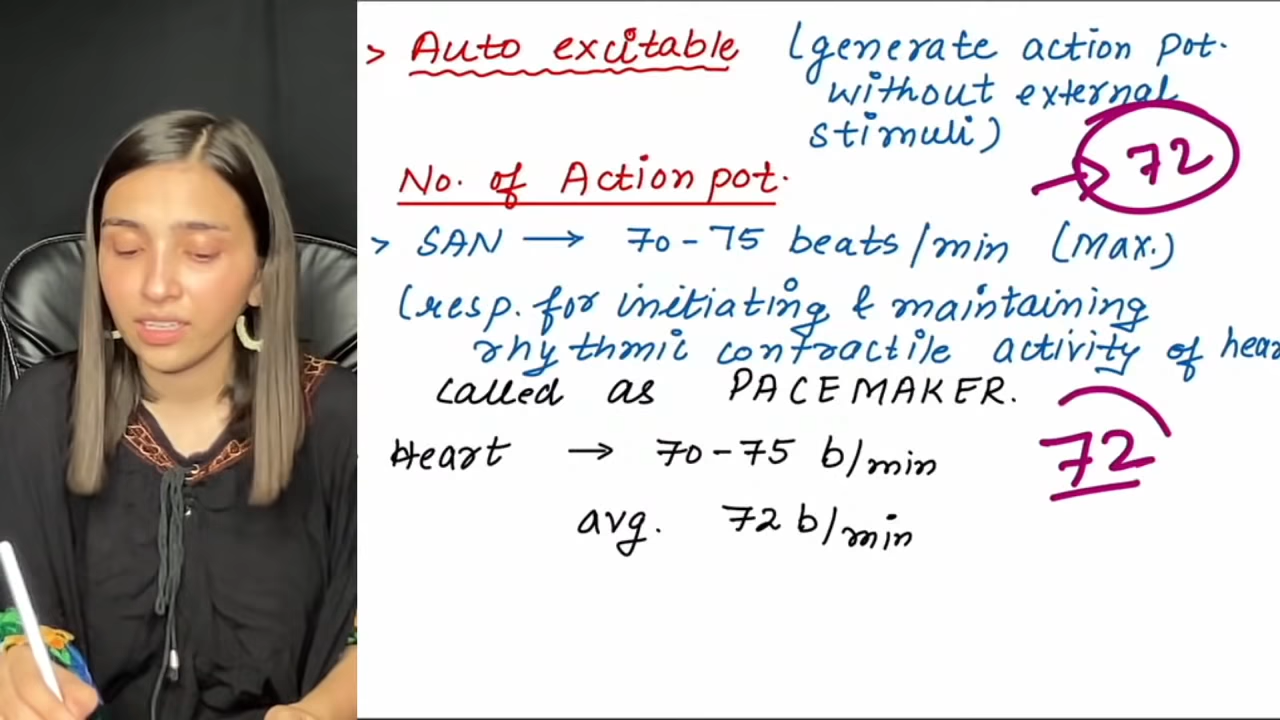 > Auto excitable (generate action pot.
without external
stimuli)
72
No. of Action pot.
> SAN → 70-75 beats/min (Max.)
(resp. for initiating & maintaining
rhythmic contractile activity of hear
called as PACEMAKER.
Heart → 70-75 b/min
72
avg. 72 b/min